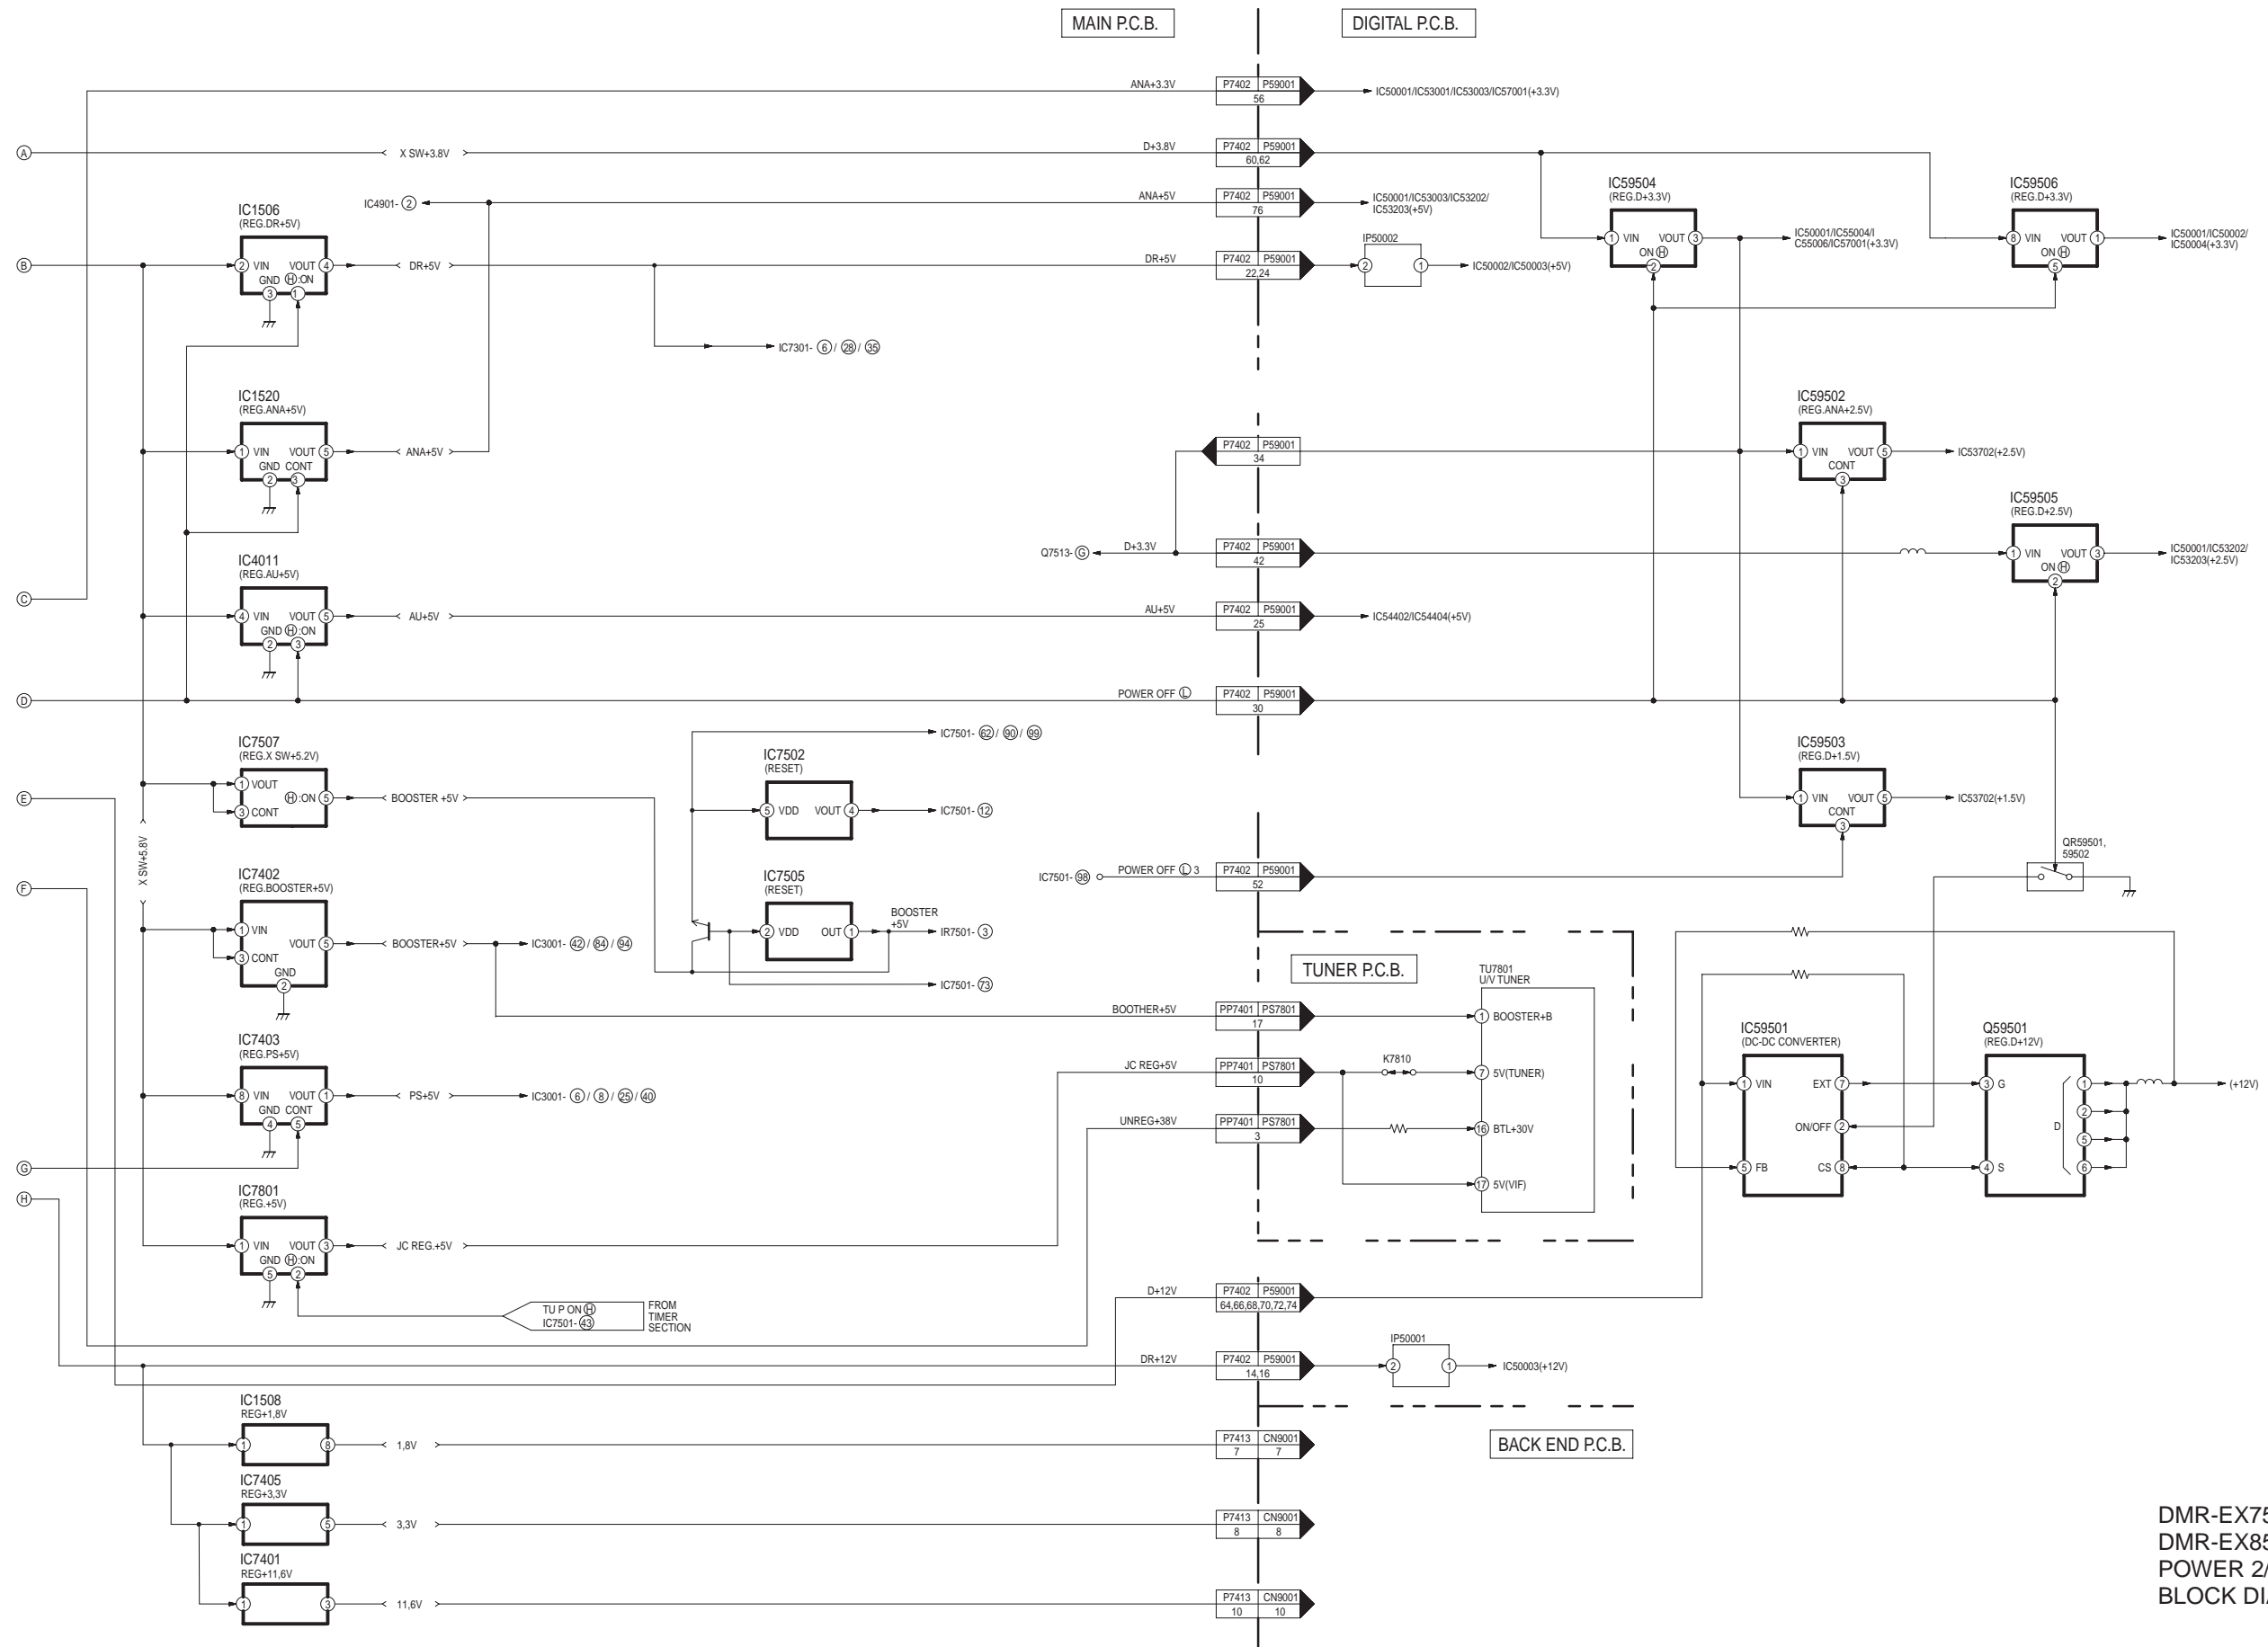 MAIN P.C.B.
DIGITAL P.C.B.
ANA+3.3V
P7402 P59001
56
IC50001/IC53001/IC53003/IC57001(+3.3V)
A
X SW+3.8V
D+3.8V
P7402 P59001
60,62
IC59504
(REG.D+3.3V)
1 VIN VOUT 3
ON H
2
IC50001/IC55004/I
C55006/IC57001(+3.3V)
IC59506
(REG.D+3.3V)
8 VIN VOUT 1
ON H
5
IC50001/IC50002/
IC50004(+3.3V)
IC4901- 2
ANA+5V
P7402 P59001
76
IC50001/IC53003/IC53202/
IC53203(+5V)
B
IC1506
(REG.DR+5V)
2 VIN VOUT 4
GND H:ON
3 1
DR+5V
DR+5V
P7402 P59001
22,24
IP50002
2 1
IC50002/IC50003(+5V)
IC7301- 6 / 28 / 35
IC1520
(REG.ANA+5V)
1 VIN VOUT 5
GND CONT
2 3
ANA+5V
P7402 P59001
34
IC59502
(REG.ANA+2.5V)
1 VIN VOUT 5
CONT
3
IC53702(+2.5V)
IC59505
(REG.D+2.5V)
1 VIN VOUT 3
ON H
2
IC50001/IC53202/
IC53203(+2.5V)
Q7513- G
D+3.3V
P7402 P59001
42
C
IC4011
(REG.AU+5V)
4 VIN VOUT 5
GND H:ON
2 3
AU+5V
AU+5V
P7402 P59001
25
IC54402/IC54404(+5V)
D
POWER OFF L
P7402 P59001
30
IC7507
(REG.X SW+5.2V)
1 VOUT
H:ON 5
3 CONT
BOOSTER +5V
E
X SW+5.8V
IC7501- 62 / 90 / 99
IC7502
(RESET)
5 VDD VOUT 4
IC7501- 12
IC59503
(REG.D+1.5V)
1 VIN VOUT 5
CONT
3
IC53702(+1.5V)
QR59501,
59502
F
IC7402
(REG.BOOSTER+5V)
1 VIN
VOUT 5
3 CONT
GND
2
BOOSTER+5V
IC3001- 42 / 84 / 94
IC7505
(RESET)
2 VDD OUT 1
BOOSTER
+5V
IR7501- 3
IC7501- 73
IC7501- 98
POWER OFF L 3
P7402 P59001
52
TUNER P.C.B.
TU7801
U/V TUNER
BOOTHER+5V
PP7401 PS7801
17
1 BOOSTER+B
IC7403
(REG.PS+5V)
8 VIN VOUT 1
GND CONT
4 5
PS+5V
IC3001- 6 / 8 / 25 / 40
JC REG+5V
PP7401 PS7801
10
K7810
7 5V(TUNER)
UNREG+38V
PP7401 PS7801
3
16 BTL+30V
17 5V(VIF)
IC59501
(DC-DC CONVERTER)
1 VIN EXT 7
ON/OFF 2
5 FB CS 8
Q59501
(REG.D+12V)
3 G
1
2
D
5
4 S
6
(+12V)
G
H
IC7801
(REG.+5V)
1 VIN VOUT 3
GND H:ON
5 2
JC REG.+5V
TU P ON H
IC7501- 43
FROM
TIMER
SECTION
D+12V
P7402 P59001
64,66,68,70,72,74
DR+12V
P7402 P59001
14,16
IP50001
2 1
IC50003(+12V)
IC1508
REG+1,8V
1 8
1,8V
P7413 CN9001
7 7
BACK END P.C.B.
IC7405
REG+3,3V
1 5
3,3V
P7413 CN9001
8 8
IC7401
REG+11,6V
1 3
11,6V
P7413 CN9001
10 10
DMR-EX75
DMR-EX85
POWER 2/
BLOCK DIA